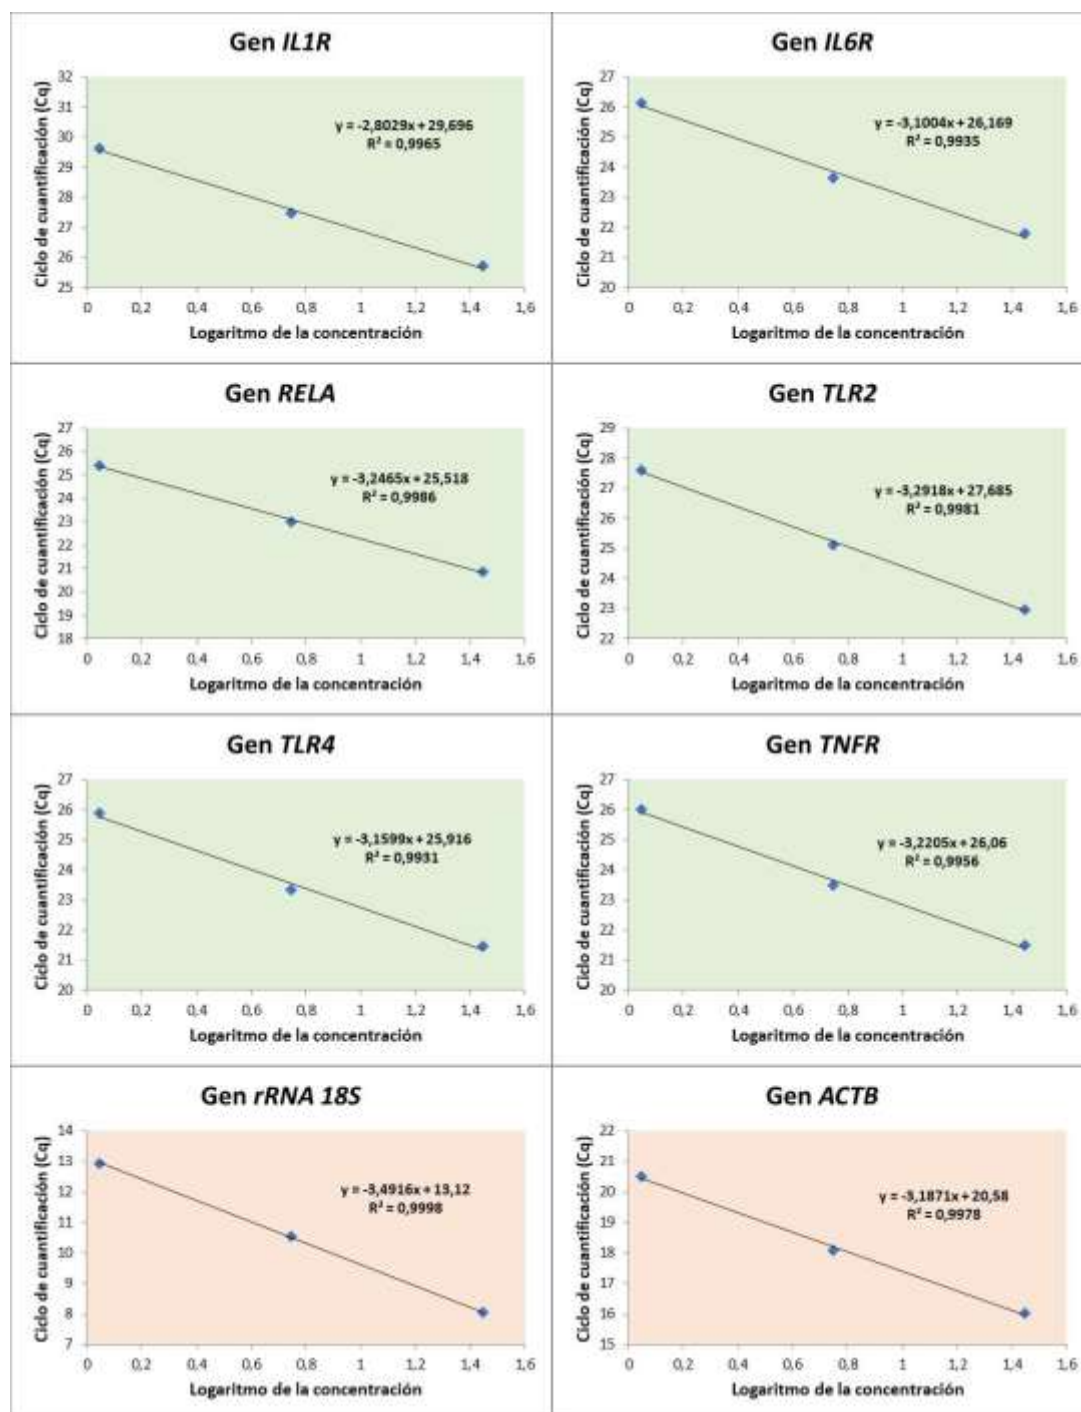 Gen IL1R
Ciclo de cuantificación (Cq)
32
31
30
29
28
27
26
25
y = -2,8029x + 29,696
R² = 0,9965
0 0,2 0,4 0,6 0,8 1 1,2 1,4 1,6
Logaritmo de la concentración
Gen IL6R
Ciclo de cuantificación (Cq)
27
26
25
24
23
22
21
20
y = -3,1004x + 26,169
R² = 0,9935
0 0,2 0,4 0,6 0,8 1 1,2 1,4 1,6
Logaritmo de la concentración
Gen RELA
Ciclo de cuantificación (Cq)
27
26
25
24
23
22
21
20
19
18
y = -3,2465x + 25,518
R² = 0,9986
0 0,2 0,4 0,6 0,8 1 1,2 1,4 1,6
Logaritmo de la concentración
Gen TLR2
Ciclo de cuantificación (Cq)
29
28
27
26
25
24
23
22
y = -3,2918x + 27,685
R² = 0,9981
0 0,2 0,4 0,6 0,8 1 1,2 1,4 1,6
Logaritmo de la concentración
Gen TLR4
Ciclo de cuantificación (Cq)
27
26
25
24
23
22
21
20
y = -3,1599x + 25,916
R² = 0,9931
0 0,2 0,4 0,6 0,8 1 1,2 1,4 1,6
Logaritmo de la concentración
Gen TNFR
Ciclo de cuantificación (Cq)
27
26
25
24
23
22
21
20
y = -3,2205x + 26,06
R² = 0,9956
0 0,2 0,4 0,6 0,8 1 1,2 1,4 1,6
Logaritmo de la concentración
Gen rRNA 18S
Ciclo de cuantificación (Cq)
14
13
12
11
10
9
8
7
y = -3,4916x + 13,12
R² = 0,9998
0 0,2 0,4 0,6 0,8 1 1,2 1,4 1,6
Logaritmo de la concentración
Gen ACTB
Ciclo de cuantificación (Cq)
22
21
20
19
18
17
16
15
y = -3,1871x + 20,58
R² = 0,9978
0 0,2 0,4 0,6 0,8 1 1,2 1,4 1,6
Logaritmo de la concentración